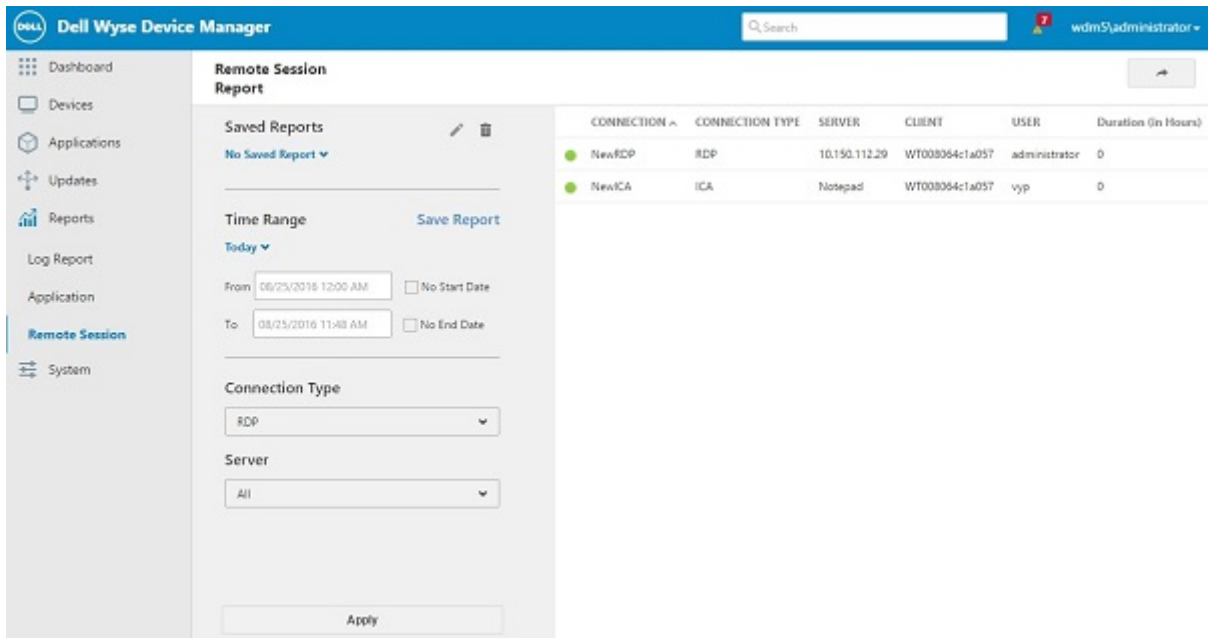 DELL Dell Wyse Device Manager Search 7 wdm5\administrator
Dashboard
Devices
Applications
Updates
Reports
Log Report
Application
Remote Session
System
Remote Session
Report
Saved Reports
No Saved Report
Time Range Save Report
Today
From 08/25/2016 12:00 AM No Start Date
To 08/25/2016 11:48 AM No End Date
Connection Type
RDP
Server
All
Apply
CONNECTION CONNECTION TYPE SERVER CLIENT USER Duration (in Hours)
NewRDP RDP 10.150.112.29 WT008064c1a057 administrator 0
NewICA ICA Notepad WT008064c1a057 vyp 0